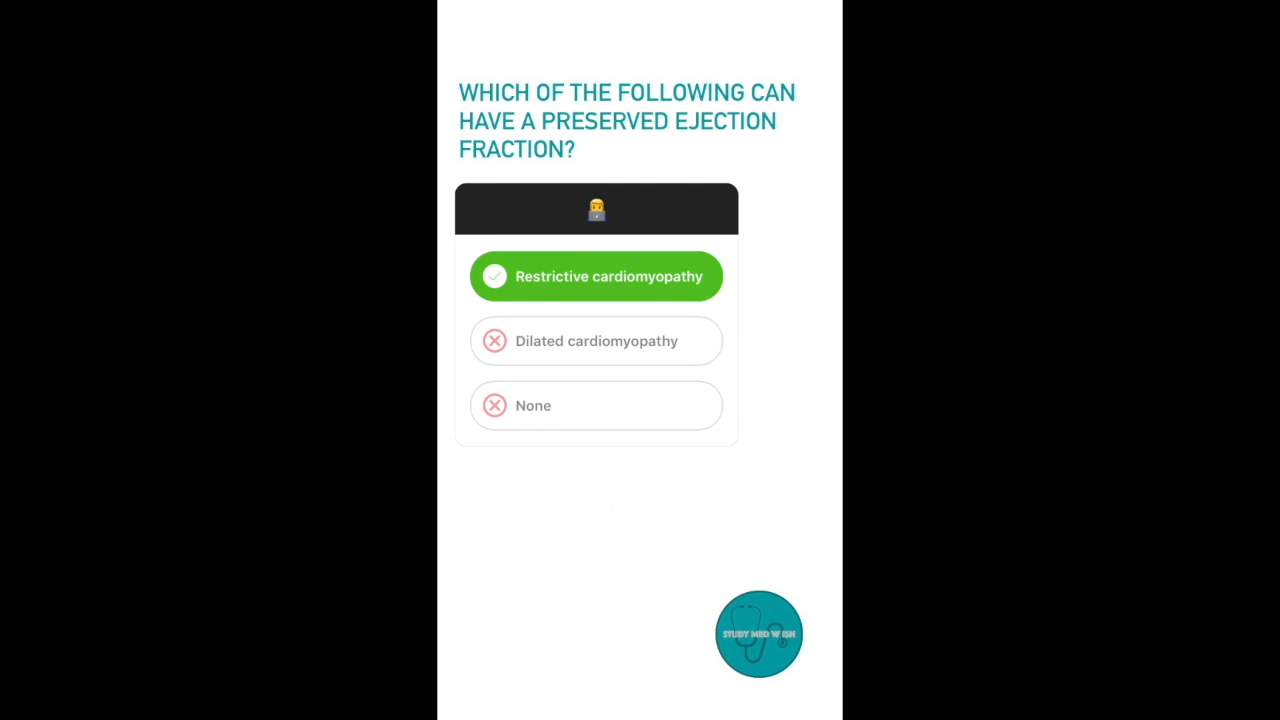 WHICH OF THE FOLLOWING CAN
HAVE A PRESERVED EJECTION
FRACTION?
Restrictive cardiomyopathy
Dilated cardiomyopathy
None
STUDY MED W ISH